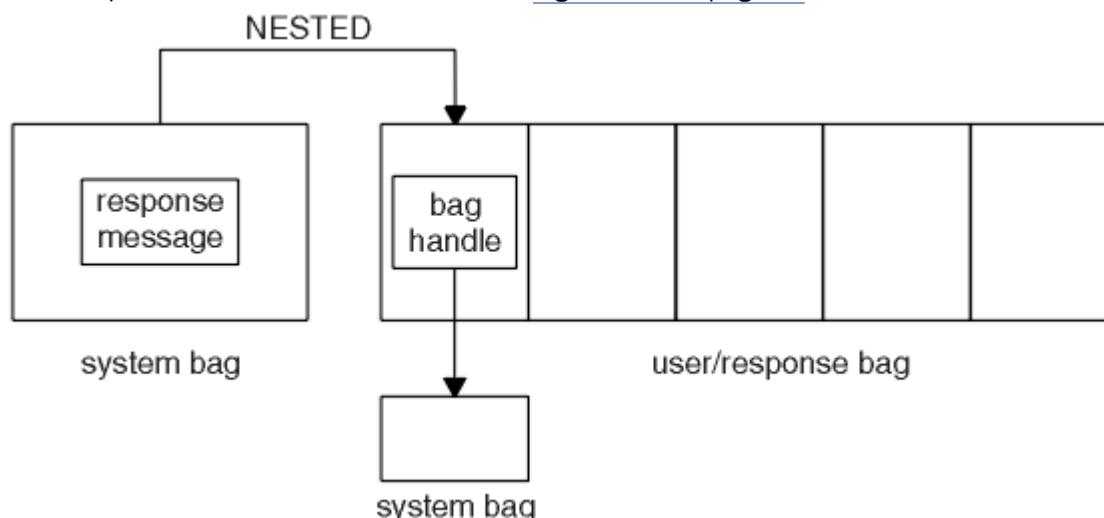 NESTED
response
message
bag
handle
system bag
user/response bag
system bag